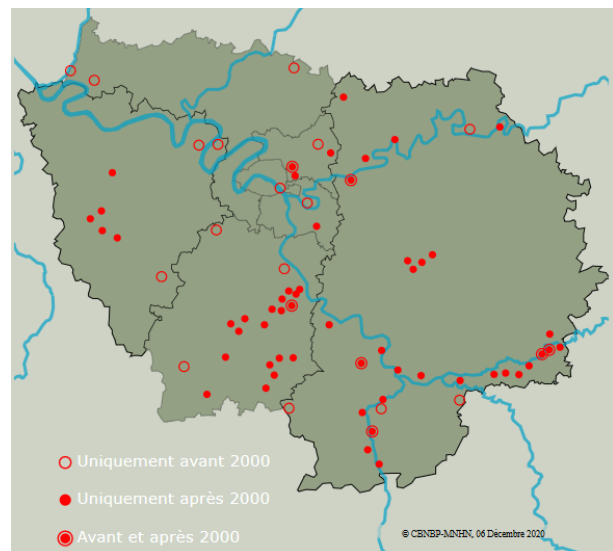 Uniquement avant 2000
Uniquement après 2000
Avant et après 2000
© CBNBP-MNHN, 06 Décembre 2020